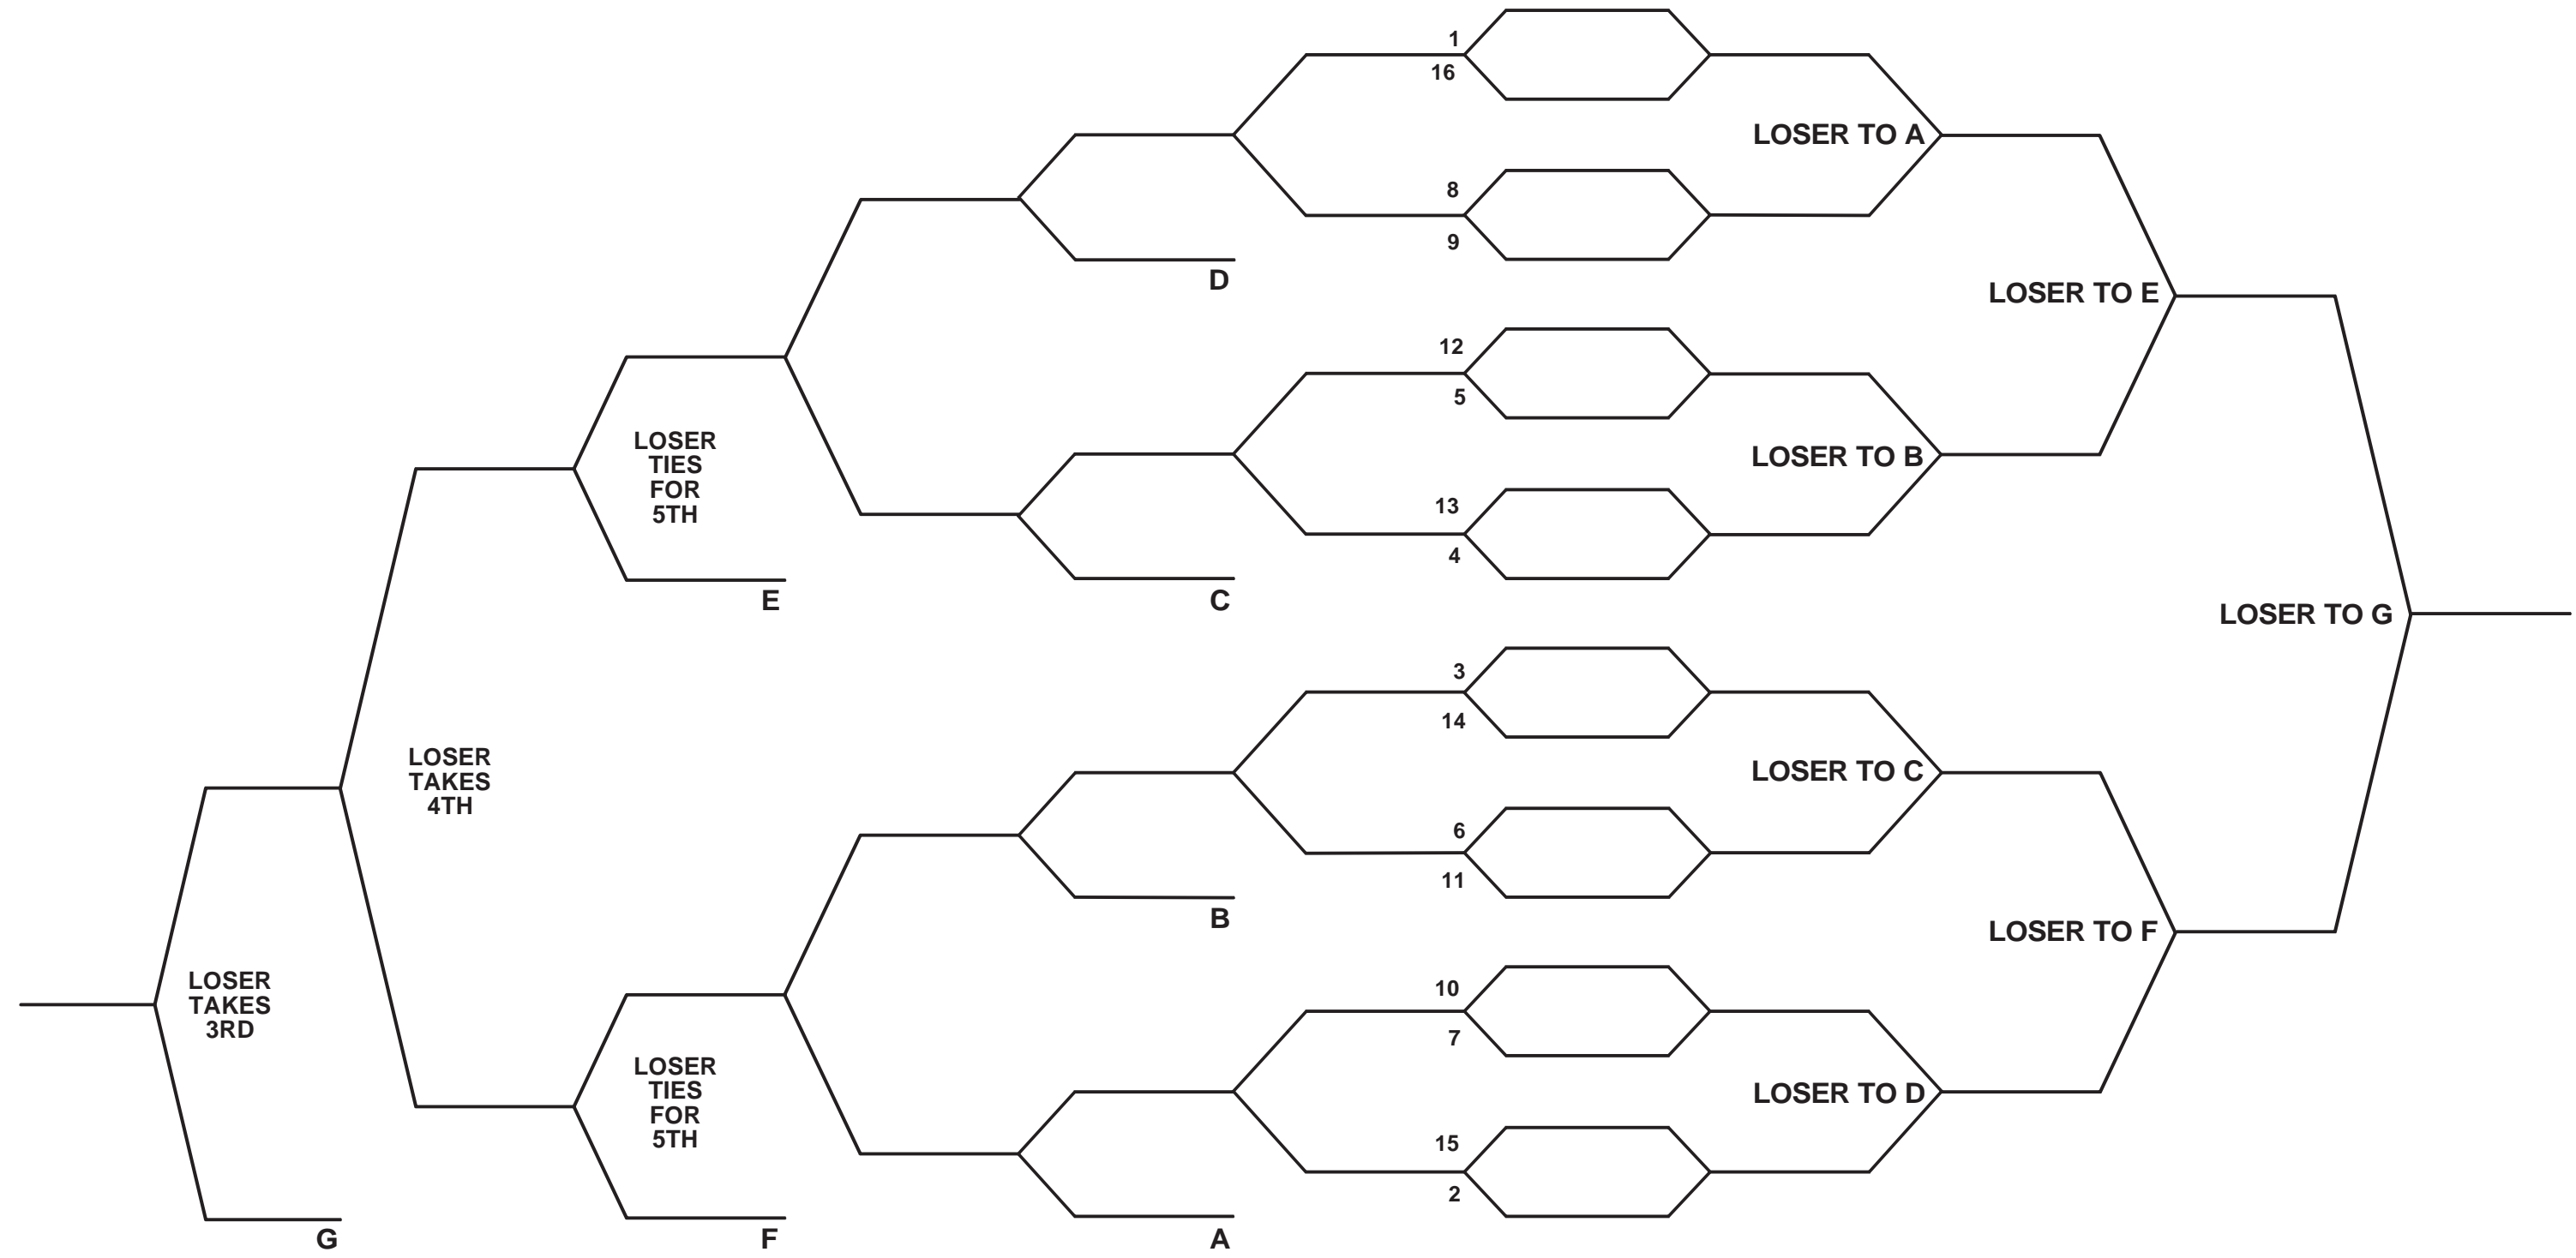 1
16
LOSER TO A
8
9
D
LOSER TO E
12
5
LOSER
TIES
FOR
5TH
LOSER TO B
13
4
E
C
LOSER TO G
3
14
LOSER
TAKES
4TH
LOSER TO C
6
11
B
LOSER TO F
LOSER
TAKES
3RD
10
7
LOSER
TIES
FOR
5TH
LOSER TO D
15
2
G
F
A